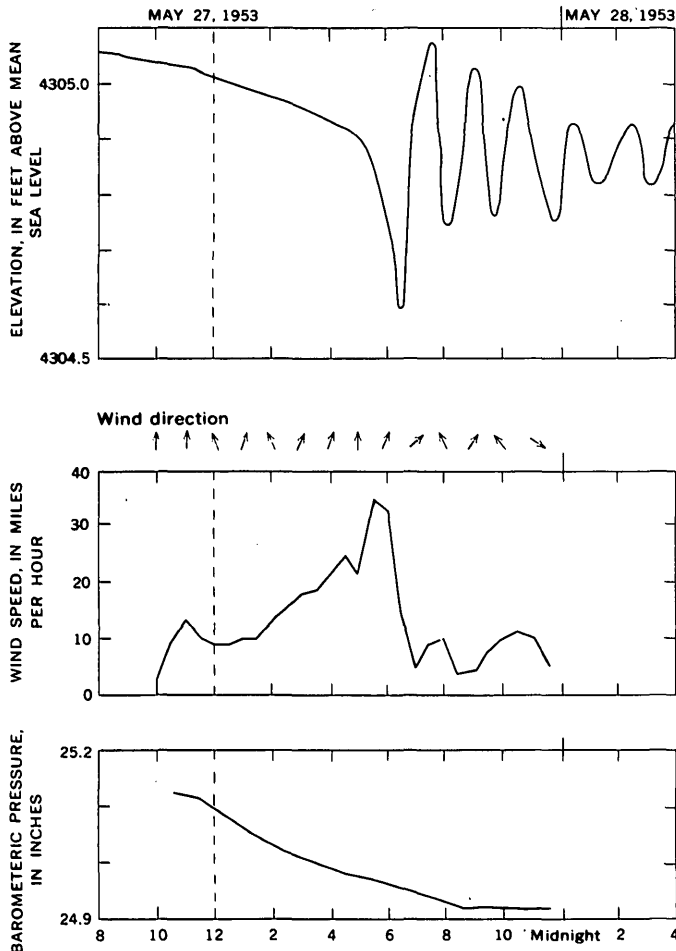 MAY 27, 1953
MAY 28, 1953
ELEVATION, IN FEET ABOVE MEAN
SEA LEVEL
4305.0
4304.5
Wind direction
WIND SPEED, IN MILES
PER HOUR
40
30
20
10
0
BAROMETERIC PRESSURE,
IN INCHES
25.2
24.9
8 10 12 2 4 6 8 10 Midnight 2 4